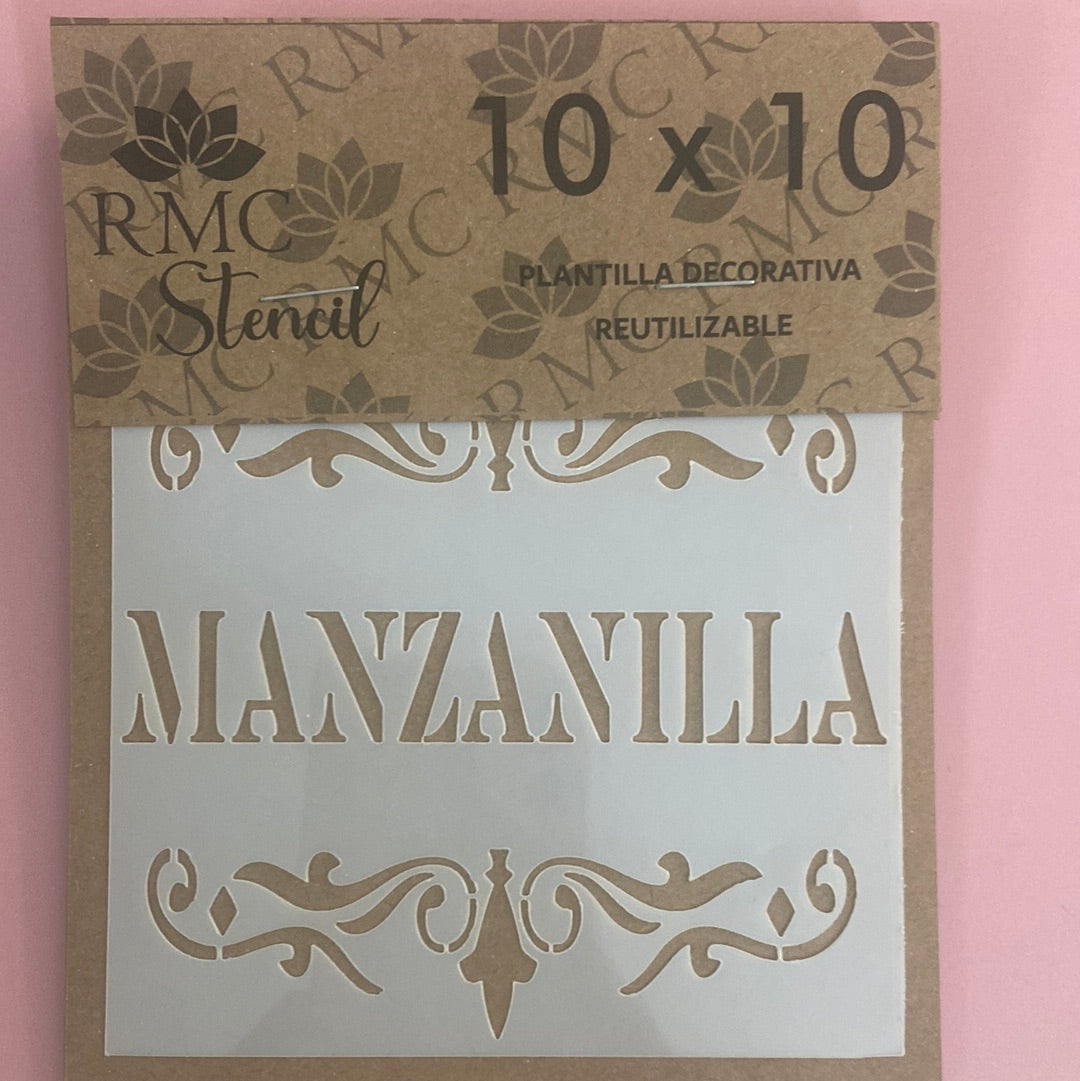 RMC
Stencil
10 x 10
PLANTILLA DECORATIVA
REUTILIZABLE
MANZANILLA